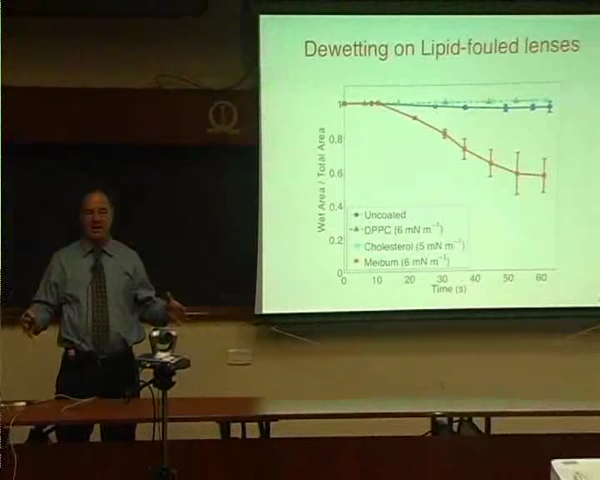 Dewetting on Lipid-fouled lenses
Wet Area / Total Area
1
0.8
0.6
0.4
0.2
0
Uncoated
DPPC (6 mN m⁻¹)
Cholesterol (5 mN m⁻¹)
Meibum (6 mN m⁻¹)
0 10 20 30 40 50 60
Time (s)